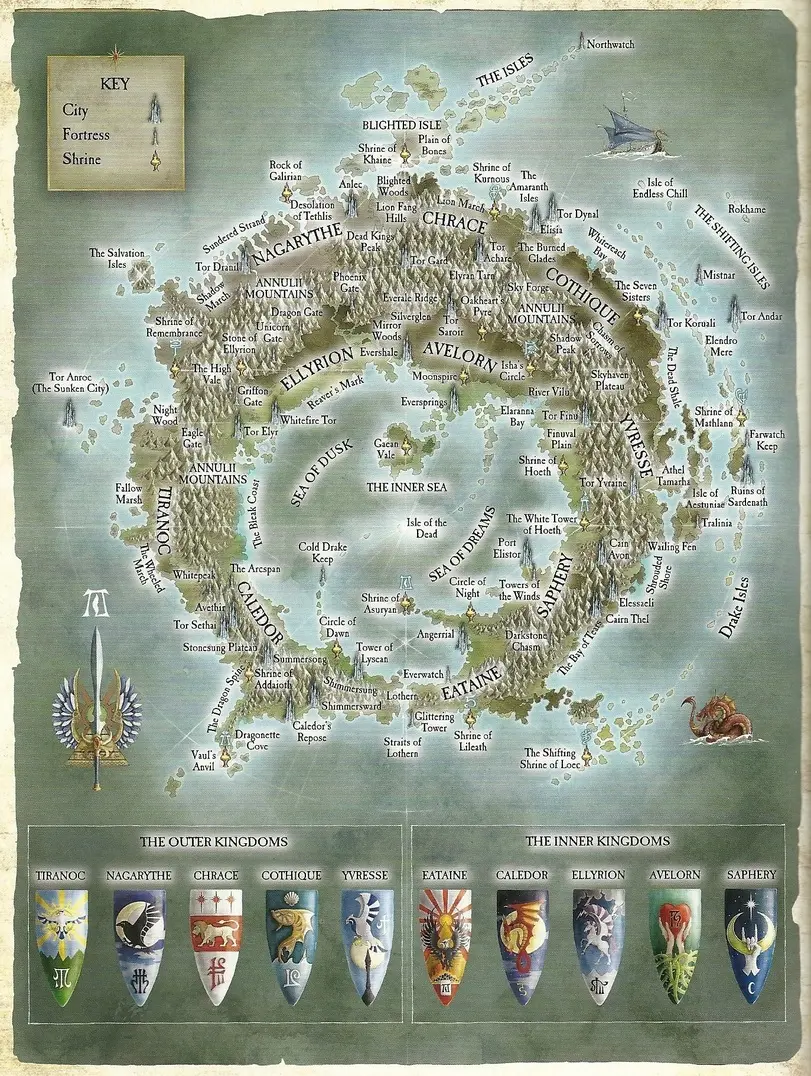 Northwatch
THE ISLES
KEY
City
Fortress
Shrine
BLIGHTED ISLE
Plain of
Bones
Shrine of
Khaine
Rock of
Galirian
Anlec
Blighted
Woods
Shrine of
Kurnous
The
Amaranth
Isles
Isle of
Endless Chill
Desolation
of Tethlis
Lion Fang
Hills
Lion March
Tor Dynal
Elisia
Rokhame
THE SHIFTING ISLES
Sundered Strand
NAGARYTHE
Dead Kings
Peak
CHRACE
Tor
Achare
The Burned
Glades
Whitereach
Bay
The Salvation
Isles
Tor Dranil
Tor Gard
Elyran Tarn
Mistnar
Shadow
March
ANNULII
MOUNTAINS
Phoenix
Gate
Sky Forge
COTHIQUE
The Seven
Sisters
Dragon Gate
Everale Ridge
Oakheart's
Pyre
ANNULII
MOUNTAINS
Tor Koruali
Tor Andar
Shrine of
Remembrance
Unicorn
Gate
Silverglen
Mirror
Woods
Tor
Saroir
Chasm of
Sorrows
Stone of
Ellyrion
Shadow
Peak
Elendro
Mere
ELLYRION
Evershale
AVELORN
Isha's
Circle
Skyhaven
Plateau
The Dead Shale
Tor Anroc
(The Sunken City)
The High
Vale
Griffon
Gate
Reaver's Mark
Moonspire
River Vilu
Eversprings
Elaranna
Bay
Tor Finu
Shrine of
Mathlann
Night
Wood
Whitefire Tor
Eagle
Gate
Tor Elyr
Gaean
Vale
Finuval
Plain
YVRESSE
Farwatch
Keep
SEA OF DUSK
Shrine of
Hoeth
ANNULII
MOUNTAINS
Athel
Tamarha
Fallow
Marsh
THE INNER SEA
Tor Yvraine
Isle of
Aestuniae
Ruins of
Sardenath
TIRANOC
The Bleak Coast
Isle of the
Dead
SEA OF DREAMS
The White Tower
of Hoeth
Tralinia
The Wheeled
March
Cold Drake
Keep
Port
Elistor
Cain
Avon
Wailing Fen
Whitepeak
The Arcspan
Circle of
Night
Towers of
the Winds
SAPHERY
Shrouded
Shore
Drake Isles
Avethir
CALEDOR
Shrine of
Asuryan
Elessaeli
Tor Sethai
Circle of
Dawn
Angerrial
Darkstone
Chasm
Cairn Thel
Stonesung Plateau
Tower of
Lysean
The Bay of Tears
Summersong
Shrine of
Addaioth
Everwatch
EATAINE
The Dragon Spine
Shimmersung
Lothern
Shimmersward
Dragonette
Cove
Caledor's
Repose
Glittering
Tower
Vaul's
Anvil
Straits of
Lothern
Shrine of
Lileath
The Shifting
Shrine of Loec
THE OUTER KINGDOMS
TIRANOC NAGARYTHE CHRACE COTHIQUE YVRESSE
THE INNER KINGDOMS
EATAINE CALEDOR ELLYRION AVELORN SAPHERY